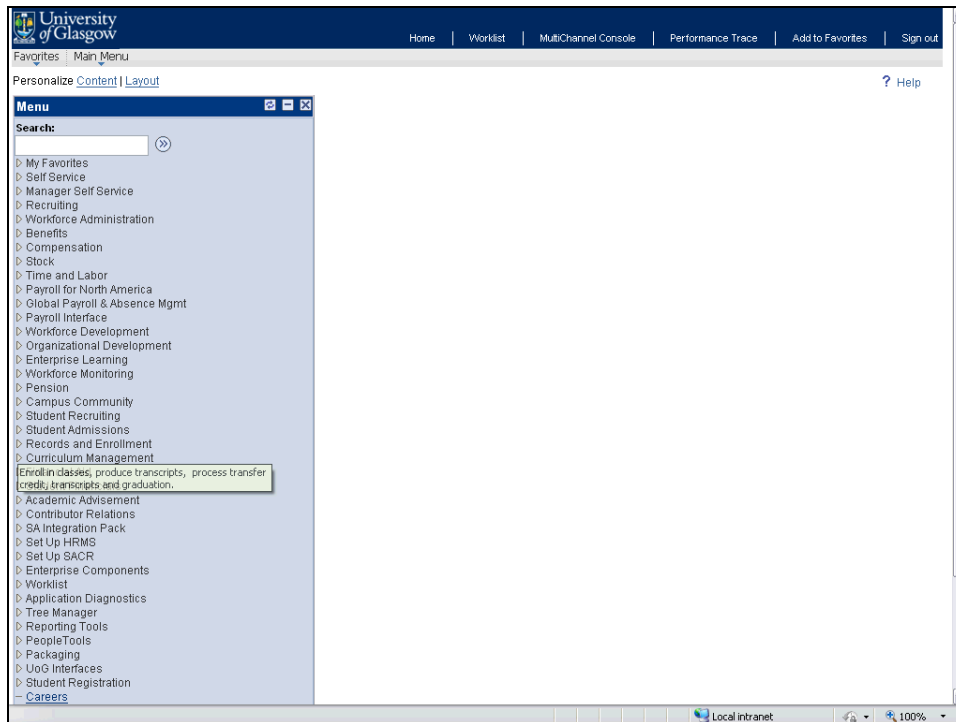 University
of Glasgow
Home | Worklist | MultiChannel Console | Performance Trace | Add to Favorites | Sign out
Favorites Main Menu
Personalize Content | Layout
? Help
Menu
Search:
My Favorites
Self Service
Manager Self Service
Recruiting
Workforce Administration
Benefits
Compensation
Stock
Time and Labor
Payroll for North America
Global Payroll & Absence Mgmt
Payroll Interface
Workforce Development
Organizational Development
Enterprise Learning
Workforce Monitoring
Pension
Campus Community
Student Recruiting
Student Admissions
Records and Enrollment
Curriculum Management
Enroll in classes, produce transcripts, process transfer
credit, transcripts and graduation.
Academic Advisement
Contributor Relations
SA Integration Pack
Set Up HRMS
Set Up SACR
Enterprise Components
Worklist
Application Diagnostics
Tree Manager
Reporting Tools
PeopleTools
Packaging
UoG Interfaces
Student Registration
– Careers
Local intranet
100%